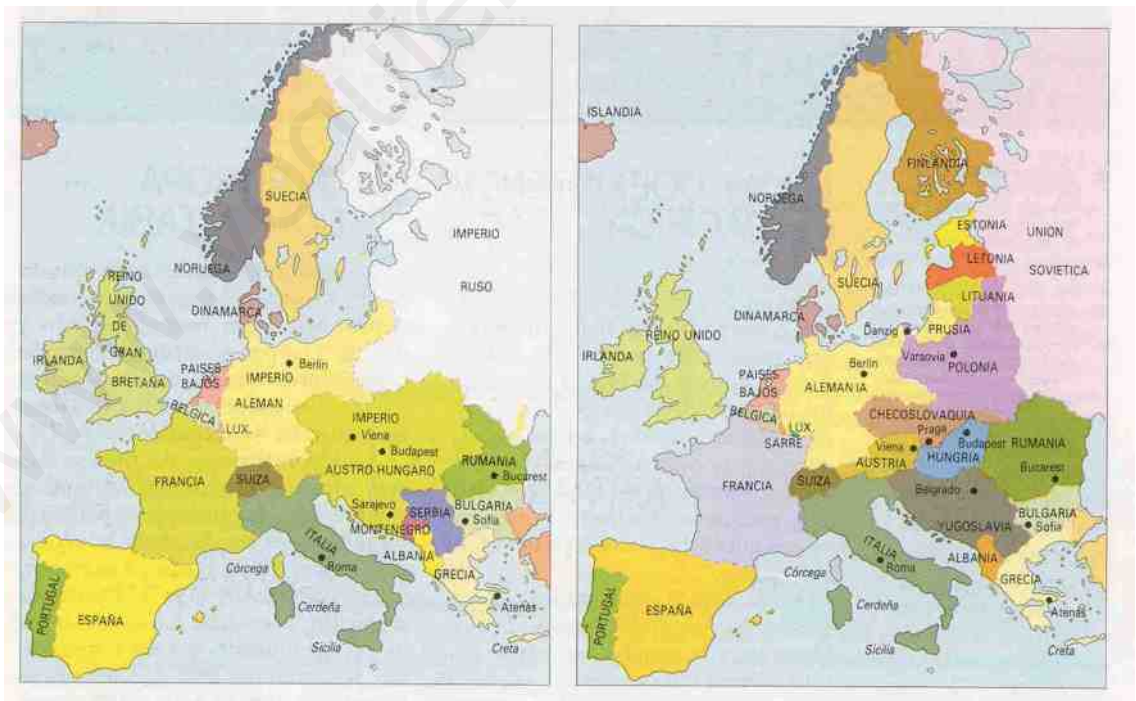 SUECIA
IMPERIO
RUSO
NORUEGA
DINAMARCA
REINO
UNIDO
DE
GRAN
BRETAÑA
IRLANDA
PAISES
BAJOS
BELGICA
LUX.
Berlín
IMPERIO
ALEMAN
IMPERIO
Viena
Budapest
AUSTRO-HUNGARO
FRANCIA
SUIZA
RUMANIA
Bucarest
Sarajevo
SERBIA
MONTENEGRO
BULGARIA
Sofia
ITALIA
Roma
ALBANIA
GRECIA
Atenas
Córcega
Cerdeña
Sicilia
Creta
PORTUGAL
ESPAÑA
ISLANDIA
FINLANDIA
NORUEGA
SUECIA
ESTONIA
LETONIA
LITUANIA
UNION
SOVIETICA
DINAMARCA
Danzig
PRUSIA
Varsovia
POLONIA
REINO UNIDO
IRLANDA
PAISES
BAJOS
BELGICA
LUX.
SARRE
Berlín
ALEMANIA
CHECOSLOVAQUIA
Praga
Viena
AUSTRIA
Budapest
HUNGRIA
RUMANIA
Bucarest
FRANCIA
SUIZA
Belgrado
YUGOSLAVIA
BULGARIA
Sofia
ITALIA
Roma
ALBANIA
GRECIA
Atenas
Córcega
Cerdeña
Sicilia
Creta
PORTUGAL
ESPAÑA